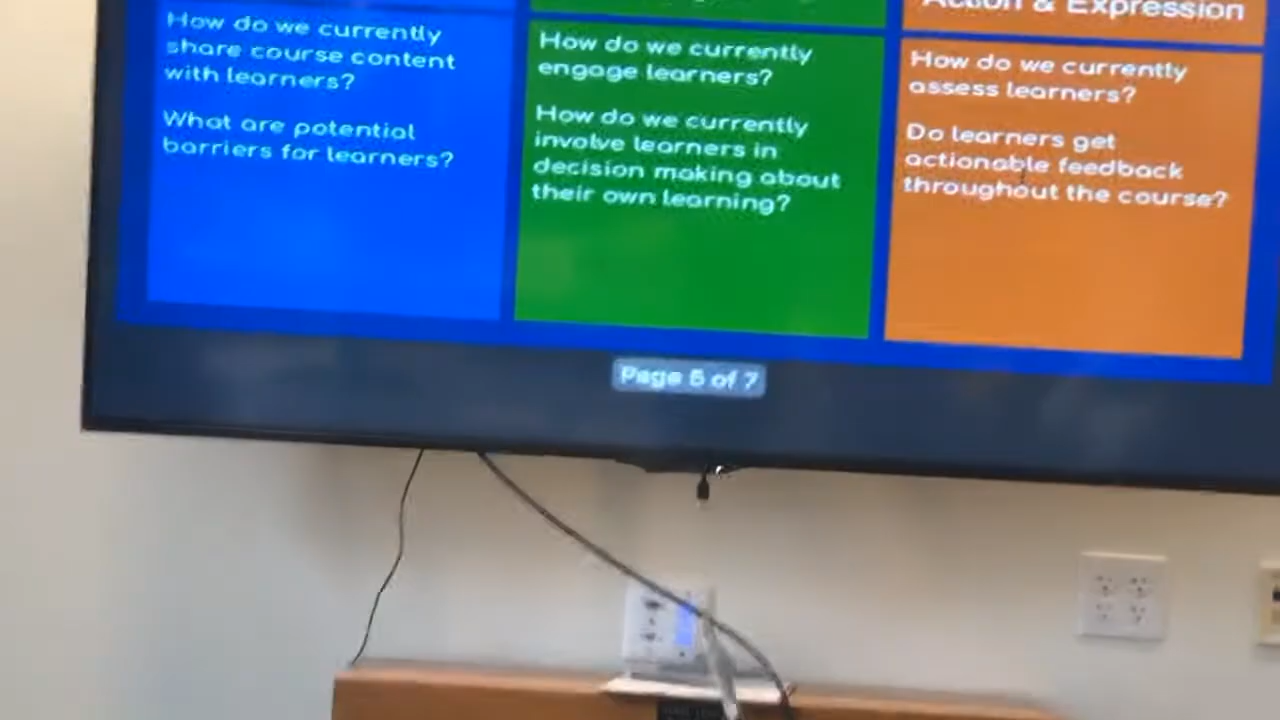 Action & Expression
How do we currently
share course content
with learners?
What are potential
barriers for learners?
How do we currently
engage learners?
How do we currently
involve learners in
decision making about
their own learning?
How do we currently
assess learners?
Do learners get
actionable feedback
throughout the course?
Page 5 of 7